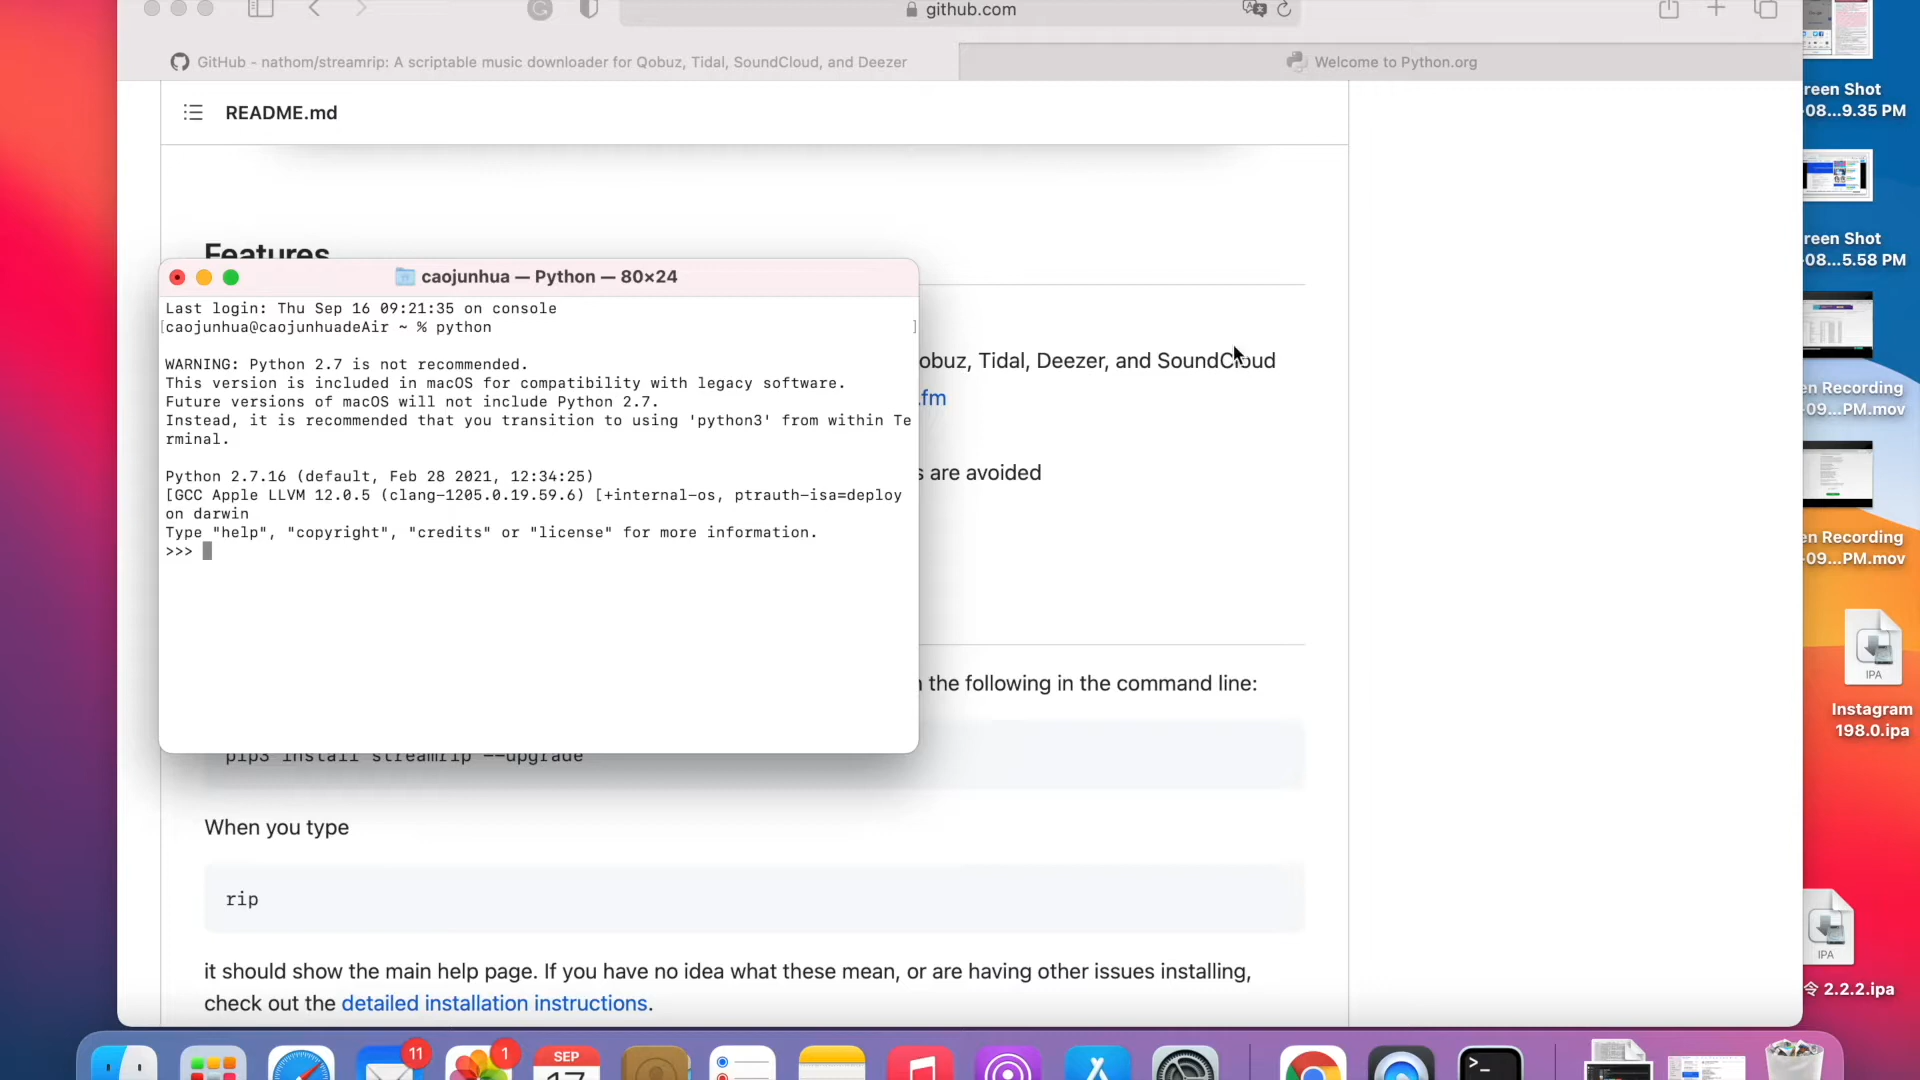 github.com
GitHub - nathom/streamrip: A scriptable music downloader for Qobuz, Tidal, SoundCloud, and Deezer
Welcome to Python.org
README.md
Features
caojunhua — Python — 80×24
Last login: Thu Sep 16 09:21:35 on console
[caojunhua@caojunhuadeAir ~ % python ]
WARNING: Python 2.7 is not recommended.
This version is included in macOS for compatibility with legacy software.
Future versions of macOS will not include Python 2.7.
Instead, it is recommended that you transition to using 'python3' from within Te
rminal.
Python 2.7.16 (default, Feb 28 2021, 12:34:25)
[GCC Apple LLVM 12.0.5 (clang-1205.0.19.59.6) [+internal-os, ptrauth-isa=deploy
on darwin
Type "help", "copyright", "credits" or "license" for more information.
>>>
obuz, Tidal, Deezer, and SoundCloud
.fm
s are avoided
the following in the command line:
pip3 install streamrip --upgrade
When you type
rip
it should show the main help page. If you have no idea what these mean, or are having other issues installing,
check out the detailed installation instructions.
reen Shot
-08...9.35 PM
reen Shot
-08...5.58 PM
en Recording
-09...PM.mov
en Recording
-09...PM.mov
IPA
Instagram
198.0.ipa
IPA
令 2.2.2.ipa
11
1
SEP
17
>_